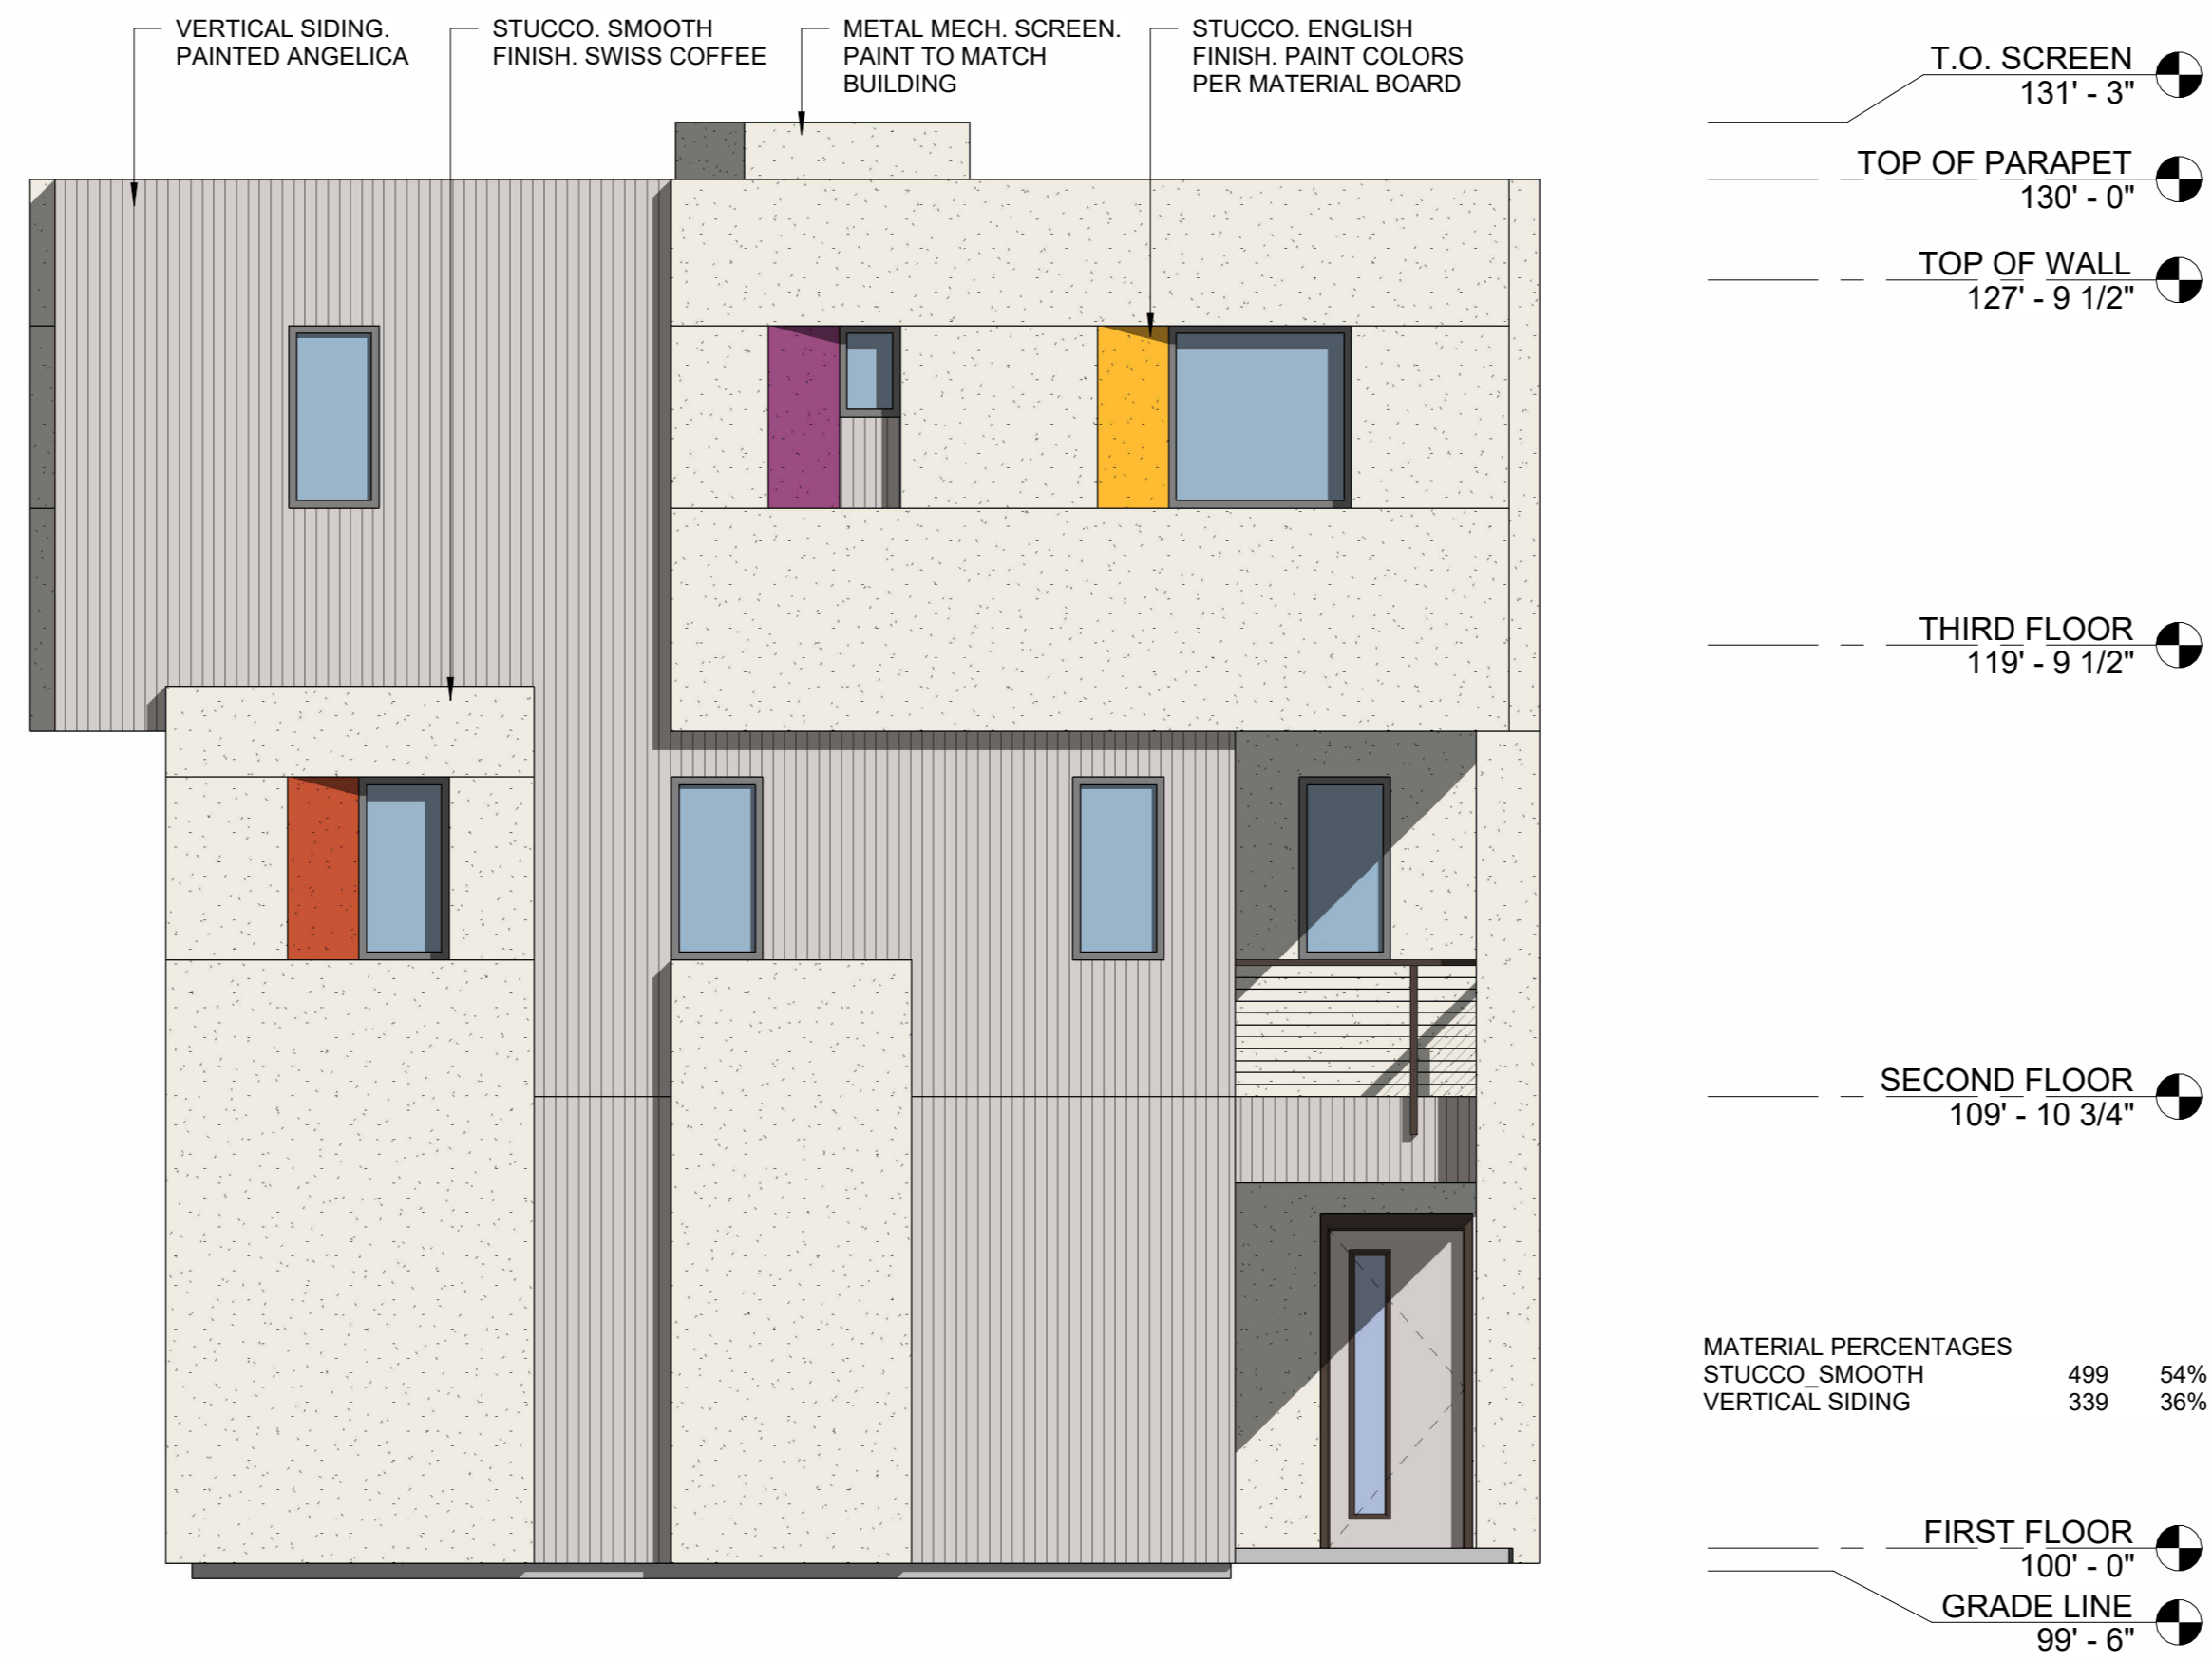 VERTICAL SIDING.
PAINTED ANGELICA
STUCCO. SMOOTH
FINISH. SWISS COFFEE
METAL MECH. SCREEN.
PAINT TO MATCH
BUILDING
STUCCO. ENGLISH
FINISH. PAINT COLORS
PER MATERIAL BOARD
T.O. SCREEN
131' - 3"
TOP OF PARAPET
130' - 0"
TOP OF WALL
127' - 9 1/2"
THIRD FLOOR
119' - 9 1/2"
SECOND FLOOR
109' - 10 3/4"
MATERIAL PERCENTAGES
STUCCO_SMOOTH 499 54%
VERTICAL SIDING 339 36%
FIRST FLOOR
100' - 0"
GRADE LINE
99' - 6"